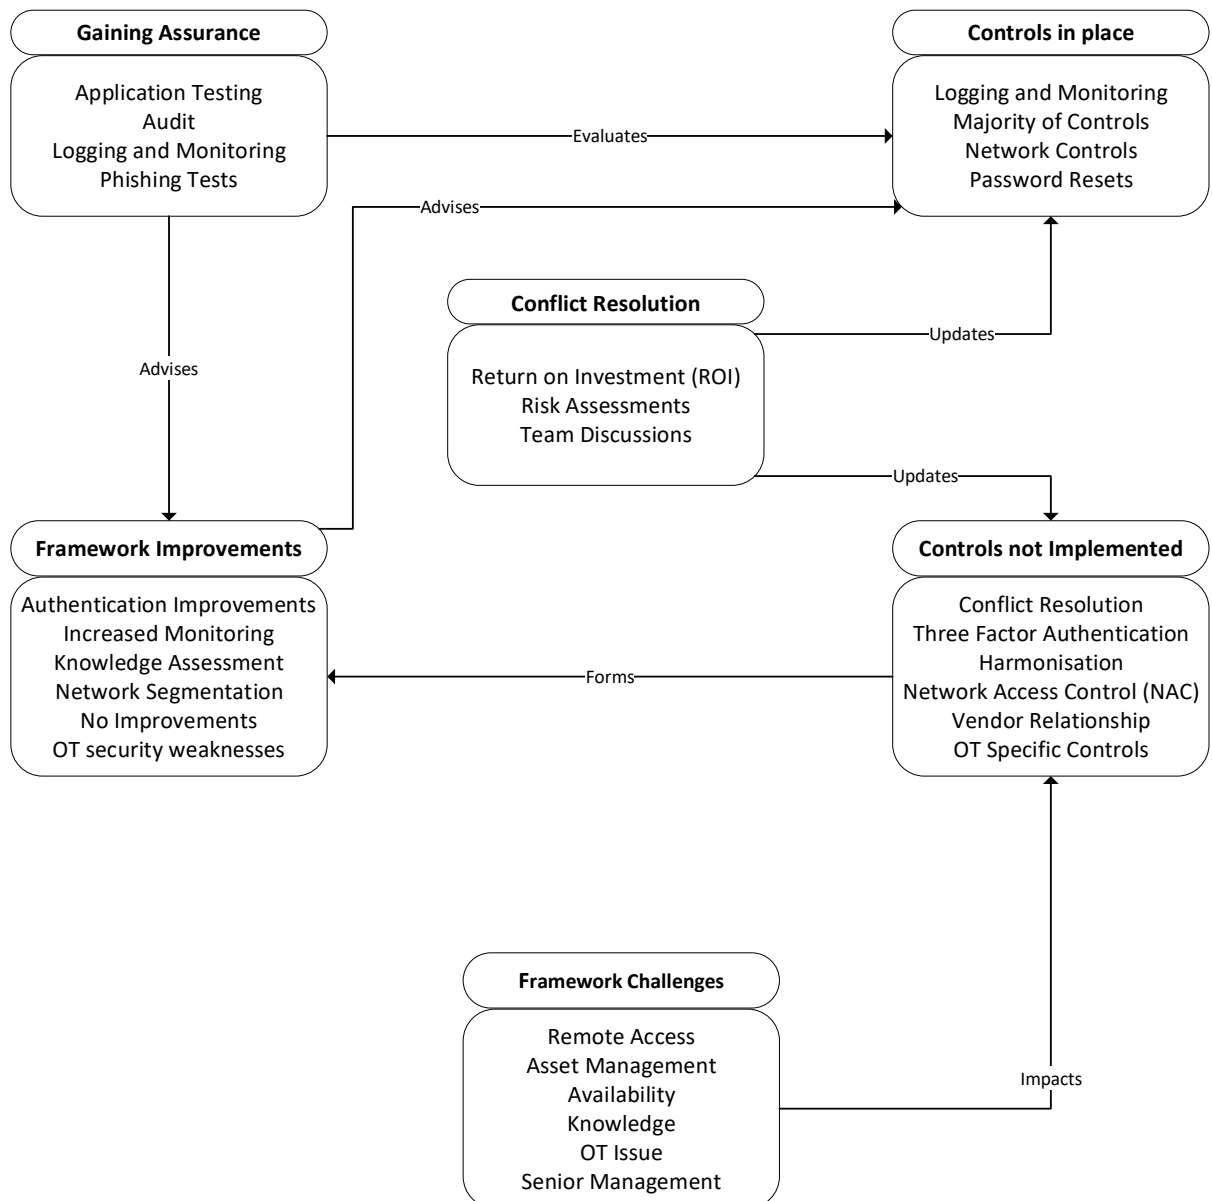 Gaining Assurance
Application Testing
Audit
Logging and Monitoring
Phishing Tests
Controls in place
Logging and Monitoring
Majority of Controls
Network Controls
Password Resets
Evaluates
Advises
Conflict Resolution
Return on Investment (ROI)
Risk Assessments
Team Discussions
Updates
Advises
Updates
Framework Improvements
Authentication Improvements
Increased Monitoring
Knowledge Assessment
Network Segmentation
No Improvements
OT security weaknesses
Controls not Implemented
Conflict Resolution
Three Factor Authentication
Harmonisation
Network Access Control (NAC)
Vendor Relationship
OT Specific Controls
Forms
Framework Challenges
Remote Access
Asset Management
Availability
Knowledge
OT Issue
Senior Management
Impacts